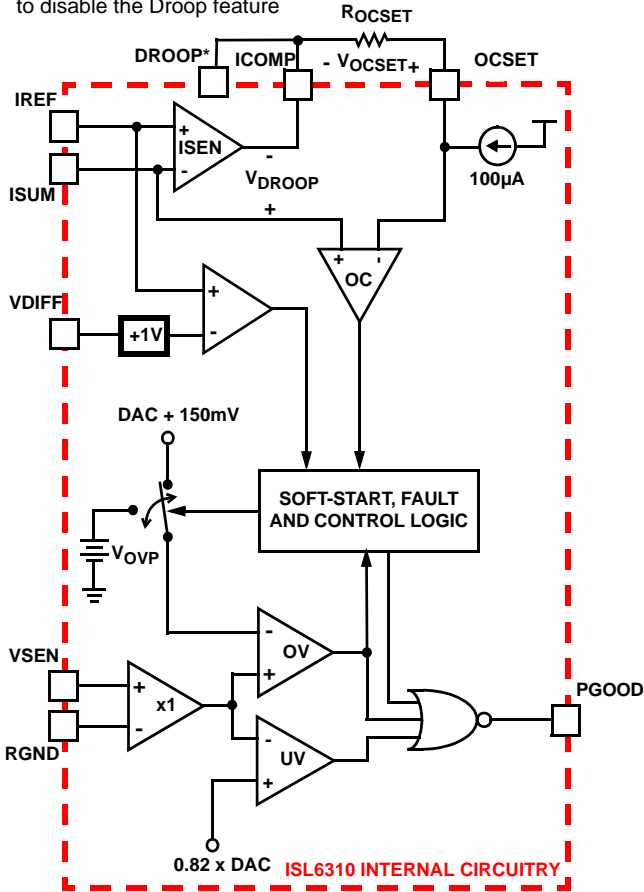 to disable the Droop feature
ROCSET
DROOP*
ICOMP
- VOCSET+
OCSET
IREF
+
ISEN
-
-
VDROOP
+
100µA
ISUM
+
-
OC
VDIFF
+1V
+
-
DAC + 150mV
SOFT-START, FAULT
AND CONTROL LOGIC
VOVP
-
OV
+
VSEN
+
x1
-
RGND
PGOOD
-
UV
+
0.82 x DAC
ISL6310 INTERNAL CIRCUITRY